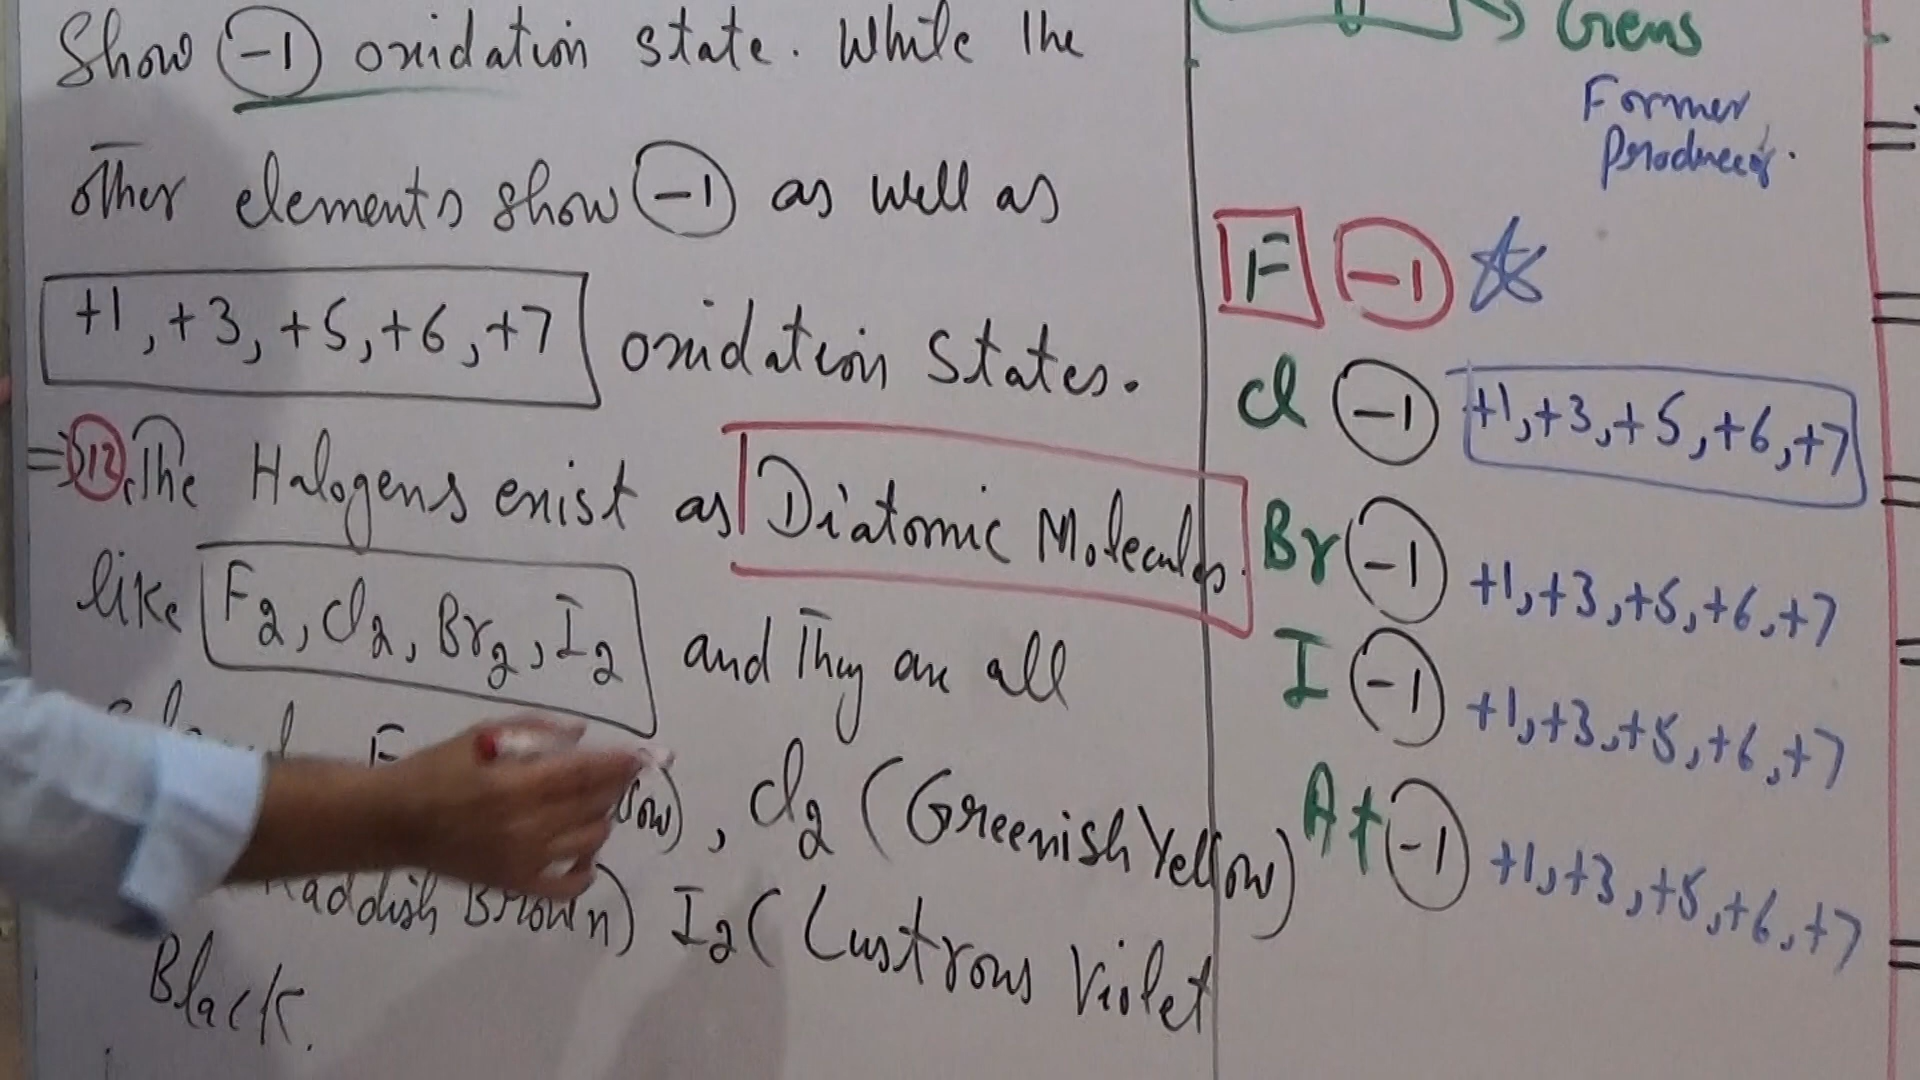 Show -1 oxidation state. While the
other elements show -1 as well as
+1, +3, +5, +6, +7 oxidation states.
⇒ 12. The Halogens exist as Diatomic Molecules.
like F2, Cl2, Br2, I2 and They are all
F
Cl2 (Greenish Yellow)
Raddish Brown) I2 (Lustrous Violet
Black.
Gens
Former
Producers.
F -1
Cl -1 +1, +3, +5, +6, +7
Br -1 +1, +3, +5, +6, +7
I -1 +1, +3, +5, +6, +7
At -1 +1, +3, +5, +6, +7